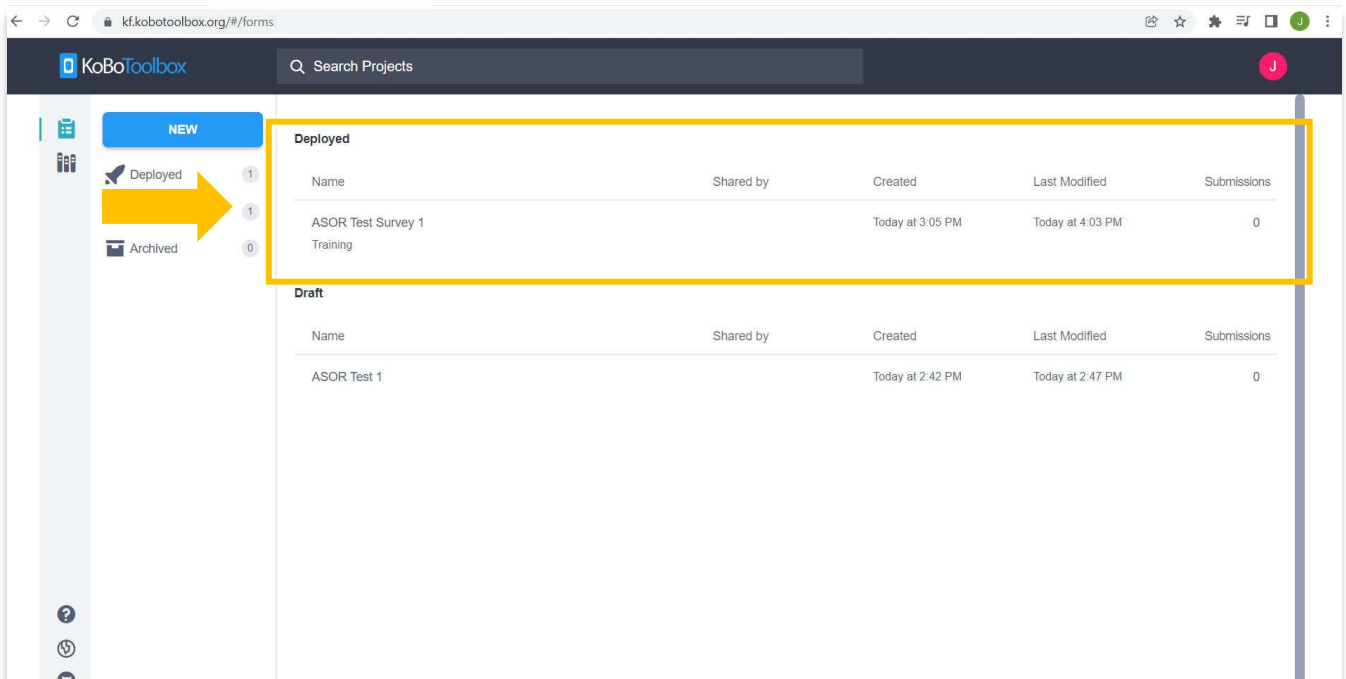 kf.kobotoolbox.org/#/forms
J
KoBoToolbox
Search Projects
J
NEW
Deployed 1
1
Archived 0
Deployed
Name Shared by Created Last Modified Submissions
ASOR Test Survey 1 Today at 3:05 PM Today at 4:03 PM 0
Training
Draft
Name Shared by Created Last Modified Submissions
ASOR Test 1 Today at 2:42 PM Today at 2:47 PM 0